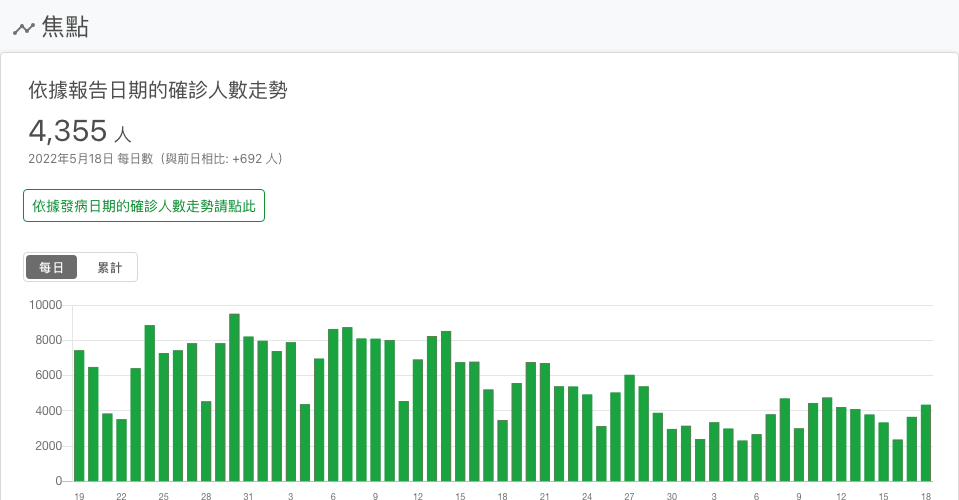 焦點
依據報告日期的確診人數走勢
4,355 人
2022年5月18日 每日數（與前日相比: +692 人）
依據發病日期的確診人數走勢請點此
每日 累計
10000
8000
6000
4000
2000
0
19 22 25 28 31 3 6 9 12 15 18 21 24 27 30 3 6 9 12 15 18